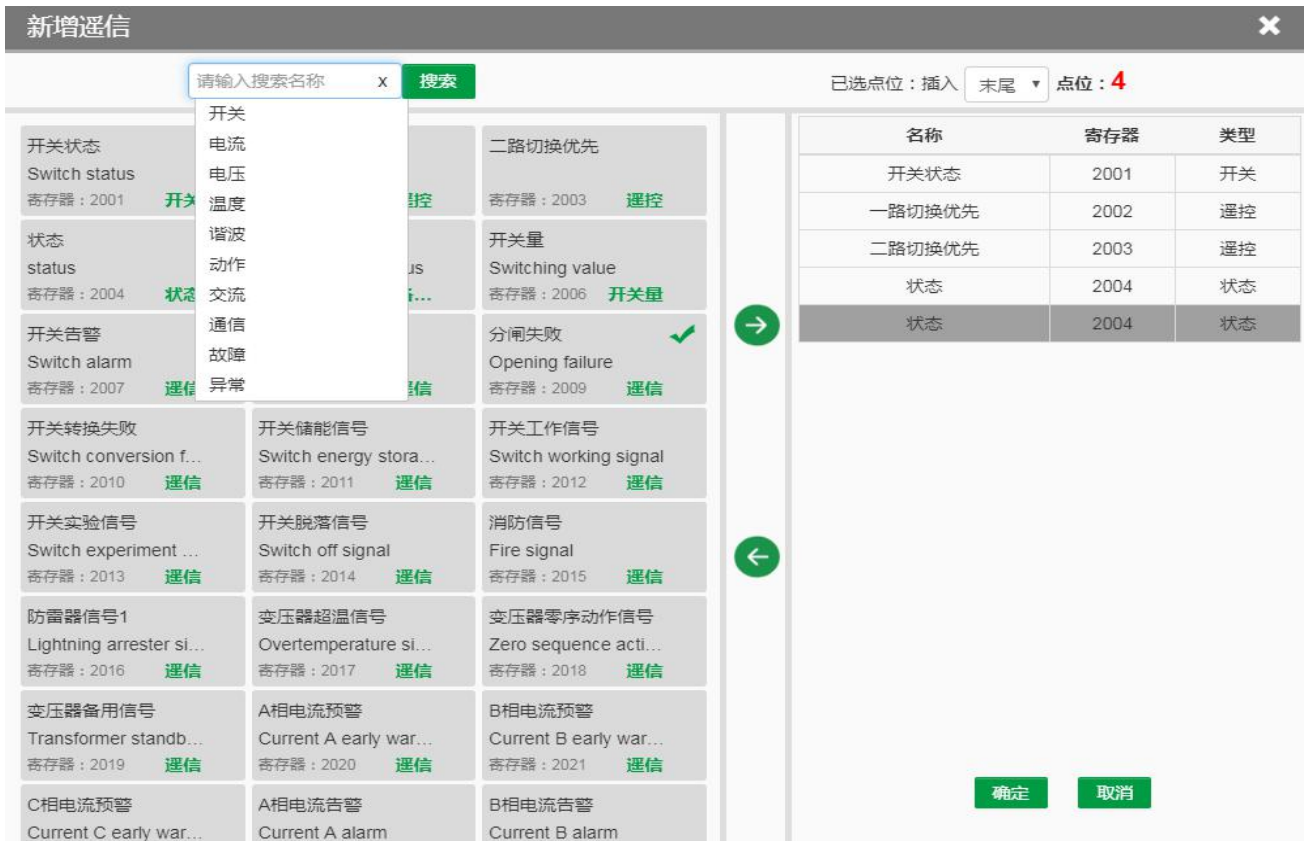 新增遥信
请输入搜索名称 x 搜索
已选点位：插入 末尾 点位：4
开关
电流
电压
温度
谐波
动作
交流
通信
故障
异常
开关状态
Switch status
寄存器：2001 开关
二路切换优先
寄存器：2003 遥控
状态
status
寄存器：2004 状态
开关量
Switching value
寄存器：2006 开关量
开关告警
Switch alarm
寄存器：2007 遥信
分闸失败
Opening failure
寄存器：2009 遥信
开关转换失败
Switch conversion f...
寄存器：2010 遥信
开关储能信号
Switch energy stora...
寄存器：2011 遥信
开关工作信号
Switch working signal
寄存器：2012 遥信
开关实验信号
Switch experiment ...
寄存器：2013 遥信
开关脱落信号
Switch off signal
寄存器：2014 遥信
消防信号
Fire signal
寄存器：2015 遥信
防雷器信号1
Lightning arrester si...
寄存器：2016 遥信
变压器超温信号
Overtemperature si...
寄存器：2017 遥信
变压器零序动作信号
Zero sequence acti...
寄存器：2018 遥信
变压器备用信号
Transformer standb...
寄存器：2019 遥信
A相电流预警
Current A early war...
寄存器：2020 遥信
B相电流预警
Current B early war...
寄存器：2021 遥信
C相电流预警
Current C early war...
A相电流告警
Current A alarm
B相电流告警
Current B alarm
名称 寄存器 类型
开关状态 2001 开关
一路切换优先 2002 遥控
二路切换优先 2003 遥控
状态 2004 状态
状态 2004 状态
确定 取消